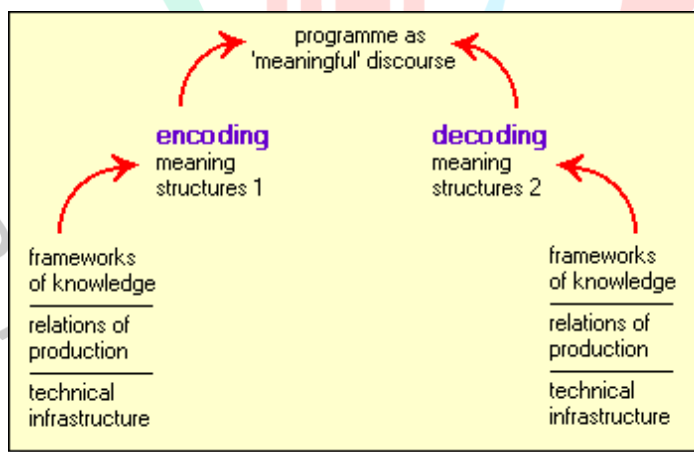 programme as
'meaningful' discourse
encoding
meaning
structures 1
decoding
meaning
structures 2
frameworks
of knowledge
relations of
production
technical
infrastructure
frameworks
of knowledge
relations of
production
technical
infrastructure